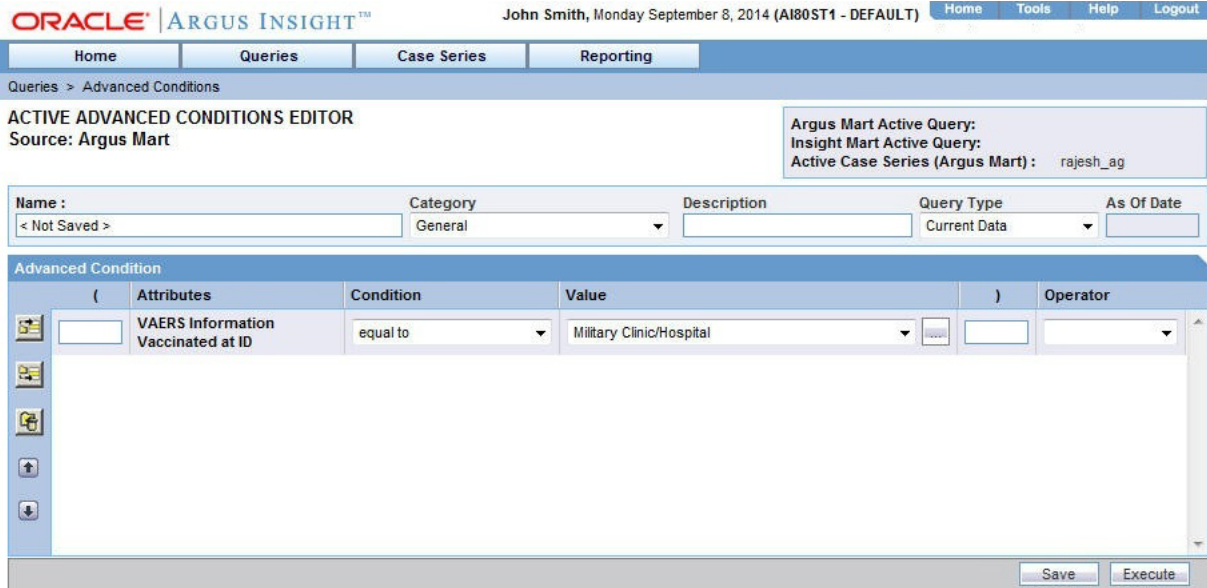 ORACLE® | ARGUS INSIGHT™
John Smith, Monday September 8, 2014 (AI80ST1 - DEFAULT)
Home Tools Help Logout
Home Queries Case Series Reporting
Queries > Advanced Conditions
ACTIVE ADVANCED CONDITIONS EDITOR
Source: Argus Mart
Argus Mart Active Query:
Insight Mart Active Query:
Active Case Series (Argus Mart) : rajesh_ag
Name : Category Description Query Type As Of Date
< Not Saved > General Current Data
Advanced Condition
( Attributes Condition Value ) Operator
VAERS Information
Vaccinated at ID
equal to Military Clinic/Hospital ...
Save Execute